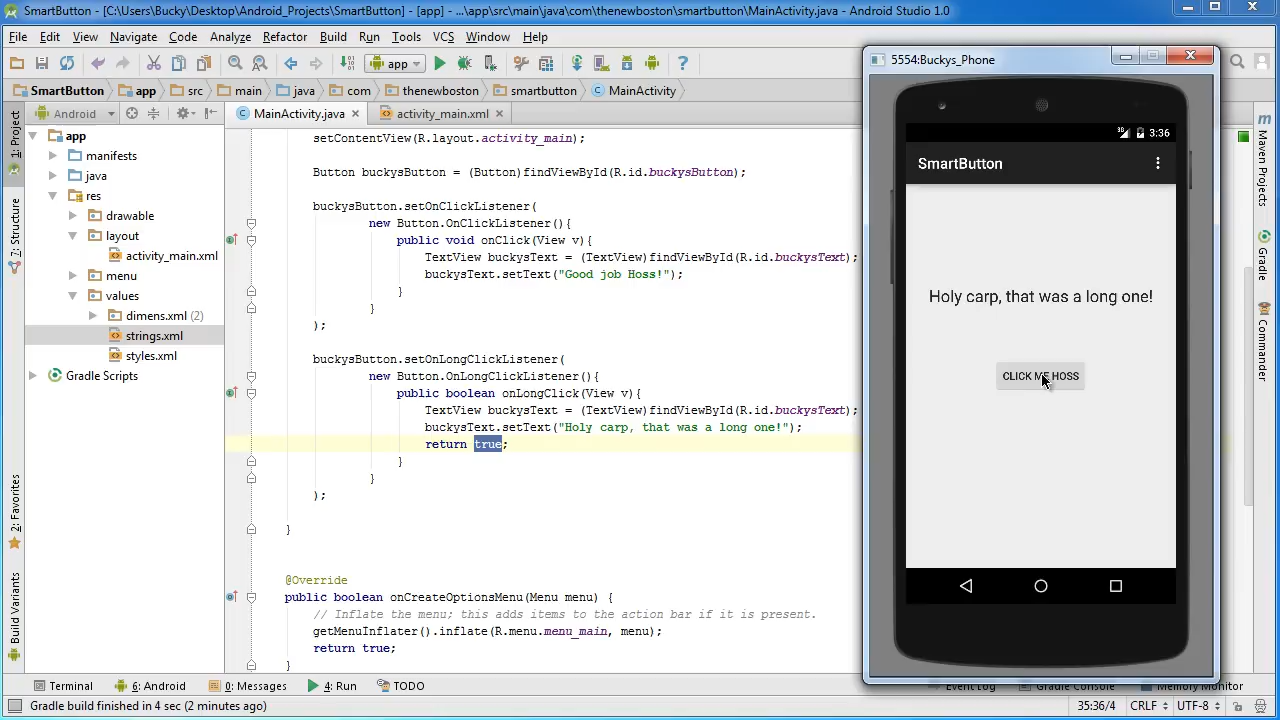 SmartButton - [C:\Users\Bucky\Desktop\Android_Projects\SmartButton] - [app] - ...\app\src\main\java\com\thenewboston\smartbutton\MainActivity.java - Android Studio 1.0
File Edit View Navigate Code Analyze Refactor Build Run Tools VCS Window Help
app
SmartButton app src main java com thenewboston smartbutton MainActivity
Android
MainActivity.java
activity_main.xml
1: Project
7: Structure
2: Favorites
Build Variants
app
manifests
java
res
drawable
layout
activity_main.xml
menu
values
dimens.xml (2)
strings.xml
styles.xml
Gradle Scripts
setContentView(R.layout.activity_main);
Button buckysButton = (Button)findViewById(R.id.buckysButton);
buckysButton.setOnClickListener(
new Button.OnClickListener(){
public void onClick(View v){
TextView buckysText = (TextView)findViewById(R.id.buckysText);
buckysText.setText("Good job Hoss!");
}
}
);
buckysButton.setOnLongClickListener(
new Button.OnLongClickListener(){
public boolean onLongClick(View v){
TextView buckysText = (TextView)findViewById(R.id.buckysText);
buckysText.setText("Holy carp, that was a long one!");
return true;
}
}
);
}
@Override
public boolean onCreateOptionsMenu(Menu menu) {
// Inflate the menu; this adds items to the action bar if it is present.
getMenuInflater().inflate(R.menu.menu_main, menu);
return true;
}
5554:Buckys_Phone
3G 3:36
SmartButton
Holy carp, that was a long one!
CLICK ME HOSS
Maven Projects
Gradle
Commander
Terminal 6: Android 0: Messages 4: Run TODO Event Log Gradle Console Memory Monitor
Gradle build finished in 4 sec (2 minutes ago)
35:36/4 CRLF UTF-8